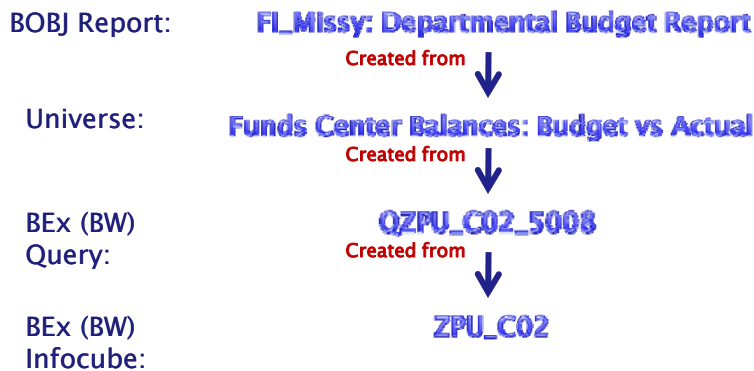 BOBJ Report: FI_Missy: Departmental Budget Report
Created from
Universe: Funds Center Balances: Budget vs Actual
Created from
BEx (BW) QZPU_C02_5008
Query: Created from
BEx (BW) ZPU_C02
Infocube: